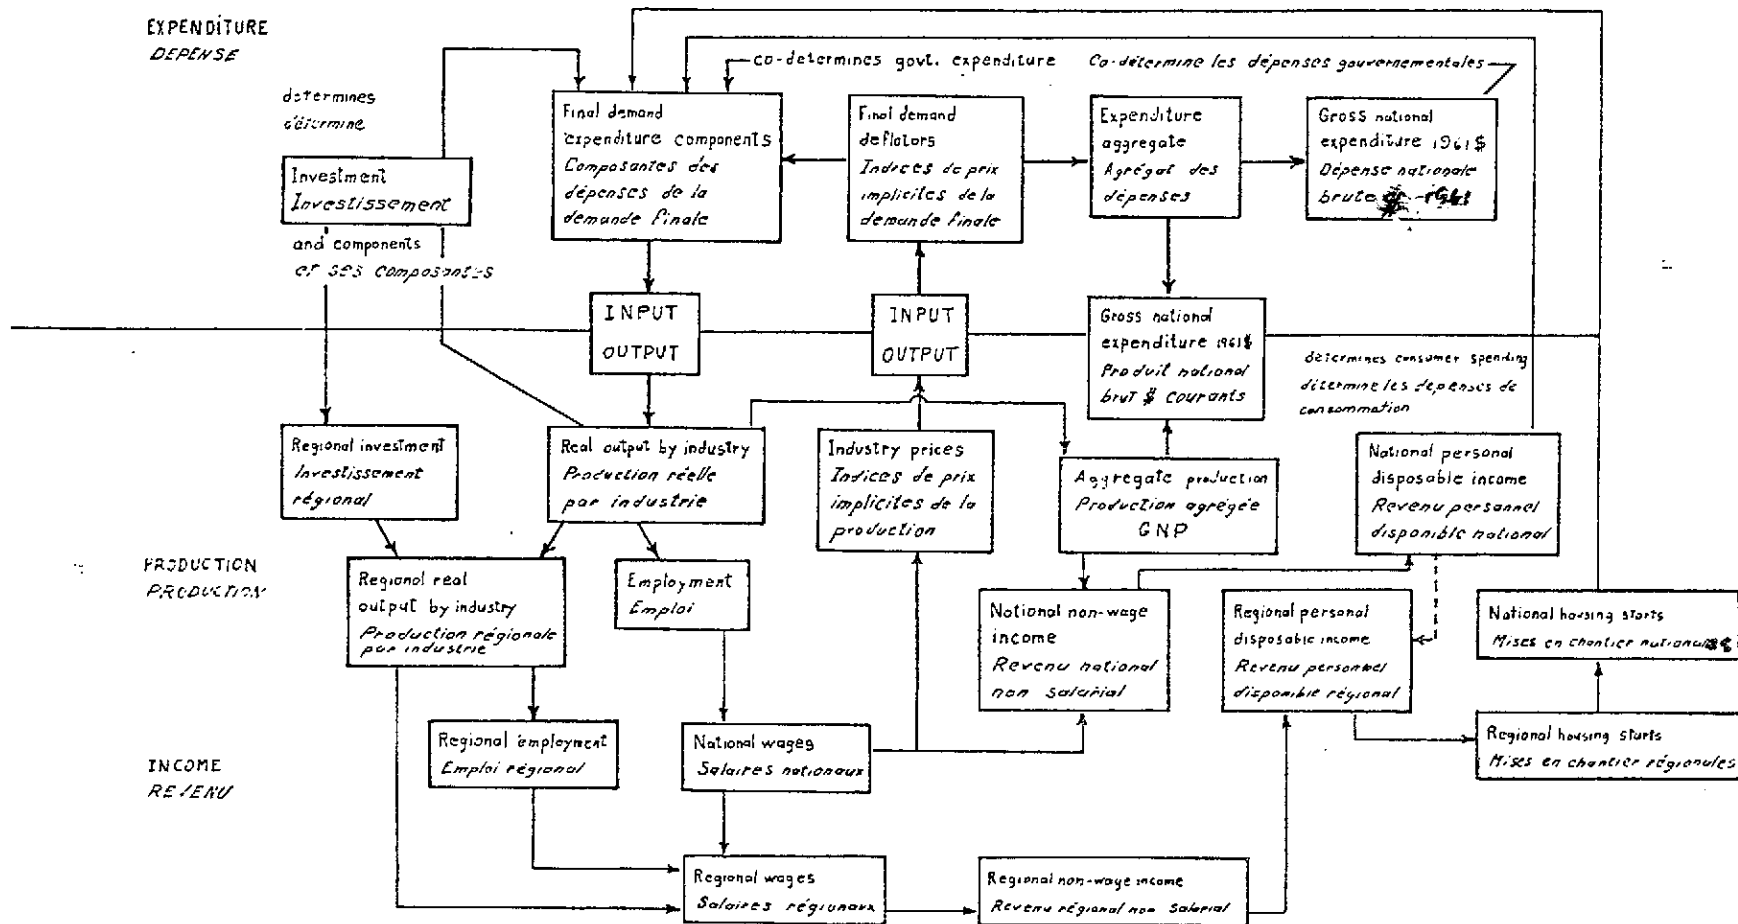 EXPENDITURE
DEPENSE
determines
détermine
co-determines govt. expenditure
Co-détermine les dépenses gouvernementales
Investment
Investissement
and components
et ses composantes
Final demand
expenditure components
Composantes des
dépenses de la
demande finale
Final demand
deflators
Indices de prix
implicites de la
demande finale
Expenditure
aggregate
Agrégat des
dépenses
Gross national
expenditure 1961 $
Dépense nationale
brute
INPUT
OUTPUT
INPUT
OUTPUT
Gross national
expenditure 1961 $
Produit national
brut $ courants
determines consumer spending
détermine les dépenses de
consommation
Regional investment
Investissement
régional
Real output by industry
Production réelle
par industrie
Industry prices
Indices de prix
implicites de la
production
Aggregate production
Production agrégée
GNP
National personal
disposable income
Revenu personnel
disponible national
PRODUCTION
PRODUCTION
Regional real
output by industry
Production régionale
par industrie
Employment
Emploi
National non-wage
income
Revenu national
non salarial
Regional personal
disposable income
Revenu personnel
disponible régional
National housing starts
Mises en chantier nationales
INCOME
REVENU
Regional employment
Emploi régional
National wages
Salaires nationaux
Regional housing starts
Mises en chantier régionales
Regional wages
Salaires régionaux
Regional non-wage income
Revenu régional non salarial